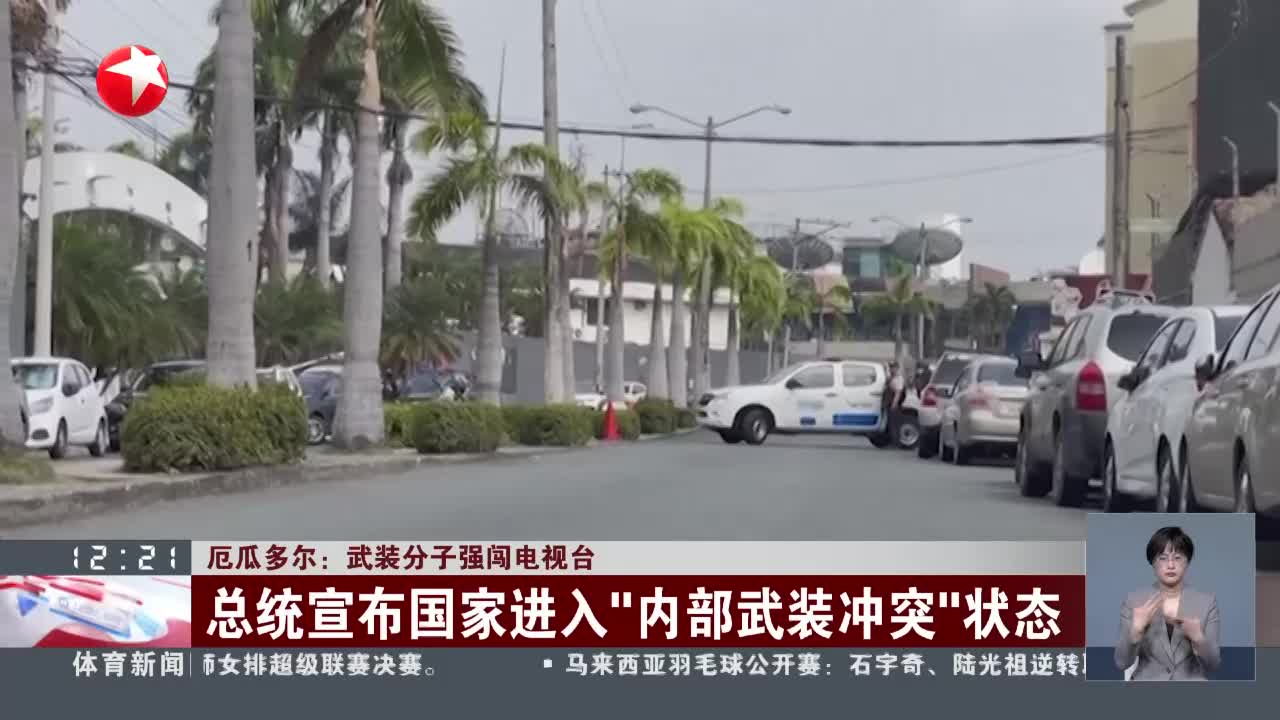 12:21
厄瓜多尔：武装分子强闯电视台
总统宣布国家进入"内部武装冲突"状态
体育新闻
女排超级联赛决赛。
▪ 马来西亚羽毛球公开赛：石宇奇、陆光祖逆转